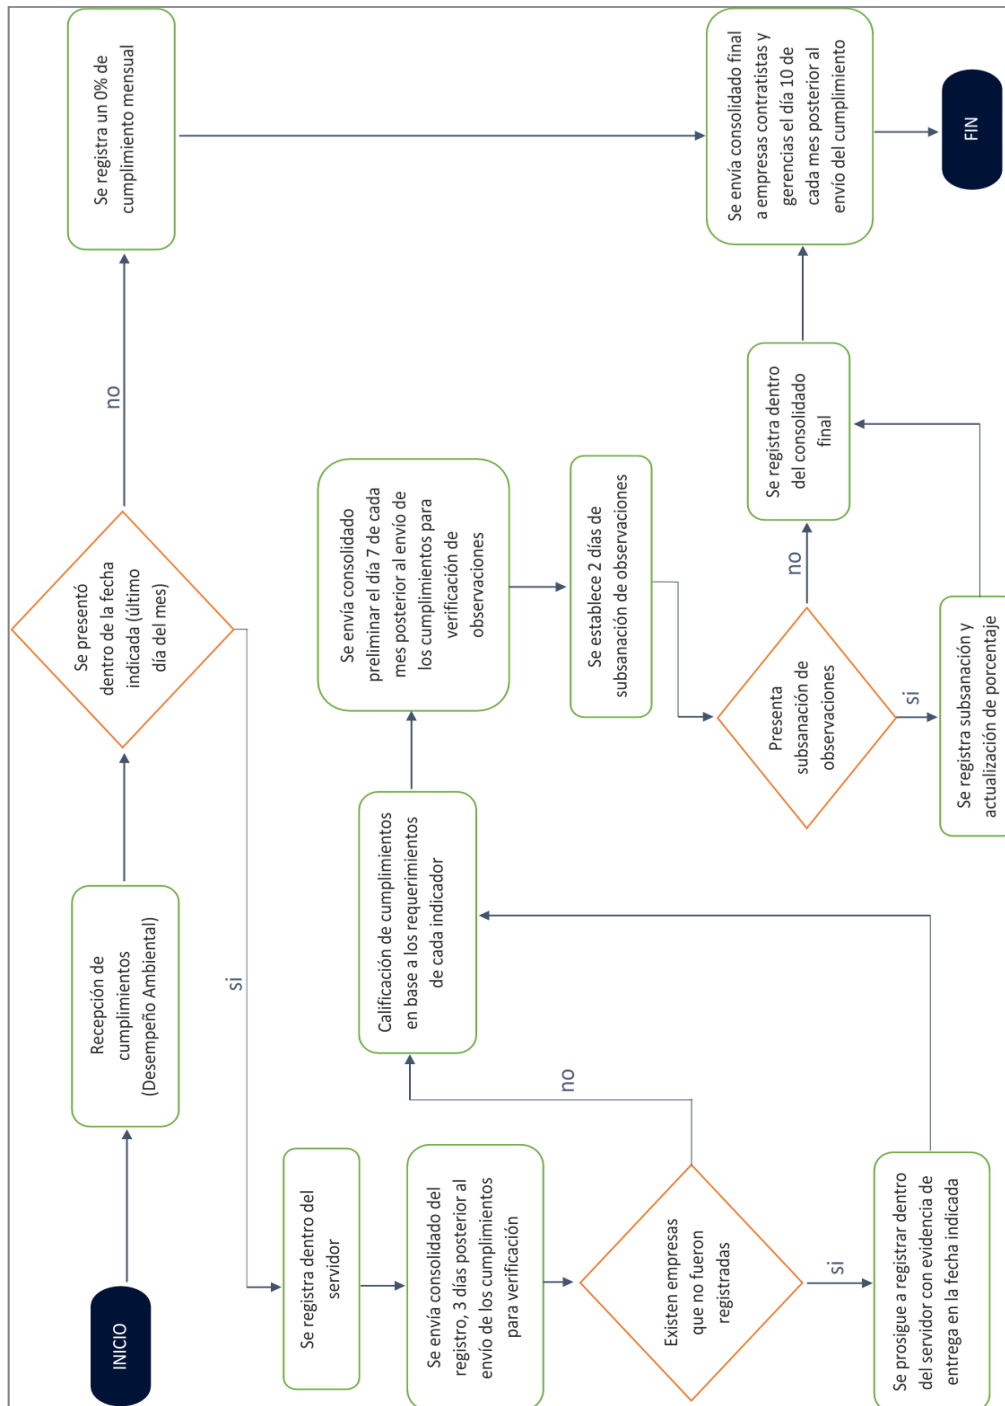 INICIO
Recepción de
cumplimientos
(Desempeño Ambiental)
Se presentó
dentro de la fecha
indicada (último
día del mes)
no
Se registra un 0% de
cumplimiento mensual
si
Se registra dentro del
servidor
Se envía consolidado del
registro, 3 días posterior al
envío de los cumplimientos
para verificación
Existen empresas
que no fueron
registradas
no
si
Se prosigue a registrar dentro
del servidor con evidencia de
entrega en la fecha indicada
Calificación de cumplimientos
en base a los requerimientos
de cada indicador
Se envía consolidado
preliminar el día 7 de cada
mes posterior al envío de
los cumplimientos para
verificación de
observaciones
Se establece 2 días de
subsanación de observaciones
Presenta
subsanación de
observaciones
no
si
Se registra subsanación y
actualización de porcentaje
Se registra dentro
del consolidado
final
Se envía consolidado final
a empresas contratistas y
gerencias el día 10 de
cada mes posterior al
envío del cumplimiento
FIN